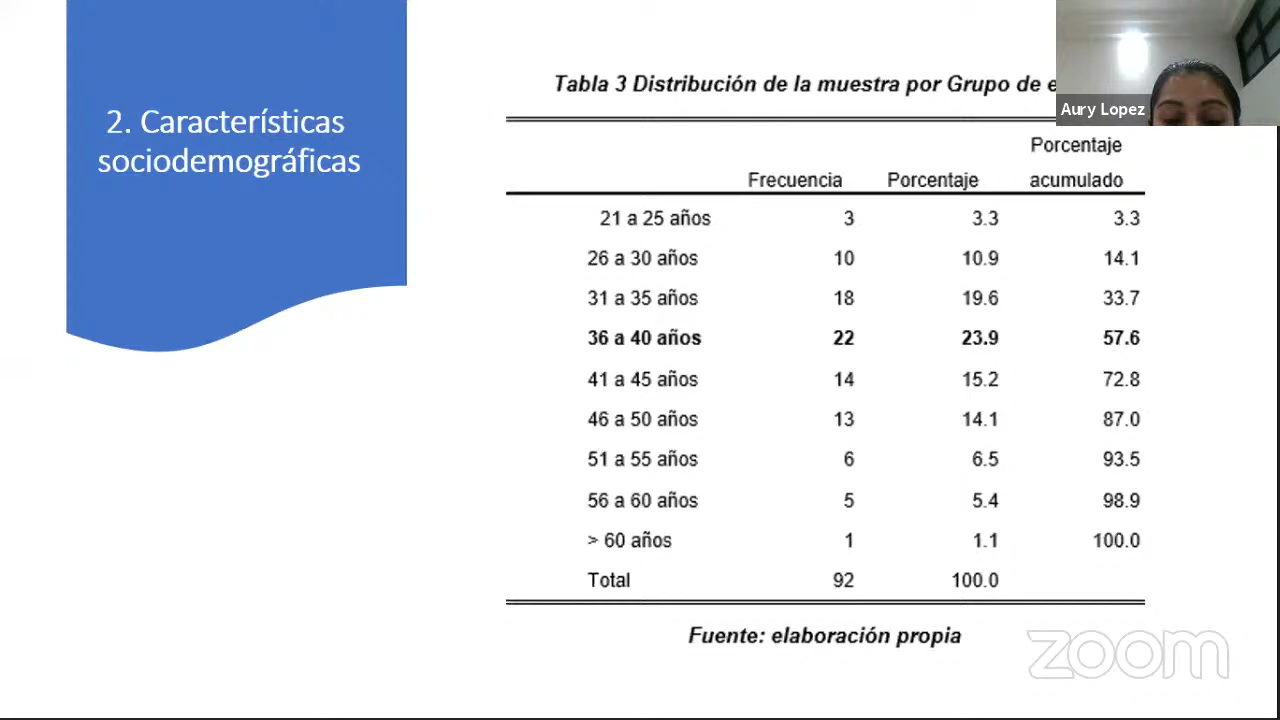 2. Características
sociodemográficas
Tabla 3 Distribución de la muestra por Grupo de
Aury Lopez
Porcentaje
Frecuencia Porcentaje acumulado
21 a 25 años 3 3.3 3.3
26 a 30 años 10 10.9 14.1
31 a 35 años 18 19.6 33.7
36 a 40 años 22 23.9 57.6
41 a 45 años 14 15.2 72.8
46 a 50 años 13 14.1 87.0
51 a 55 años 6 6.5 93.5
56 a 60 años 5 5.4 98.9
> 60 años 1 1.1 100.0
Total 92 100.0
Fuente: elaboración propia
zoom